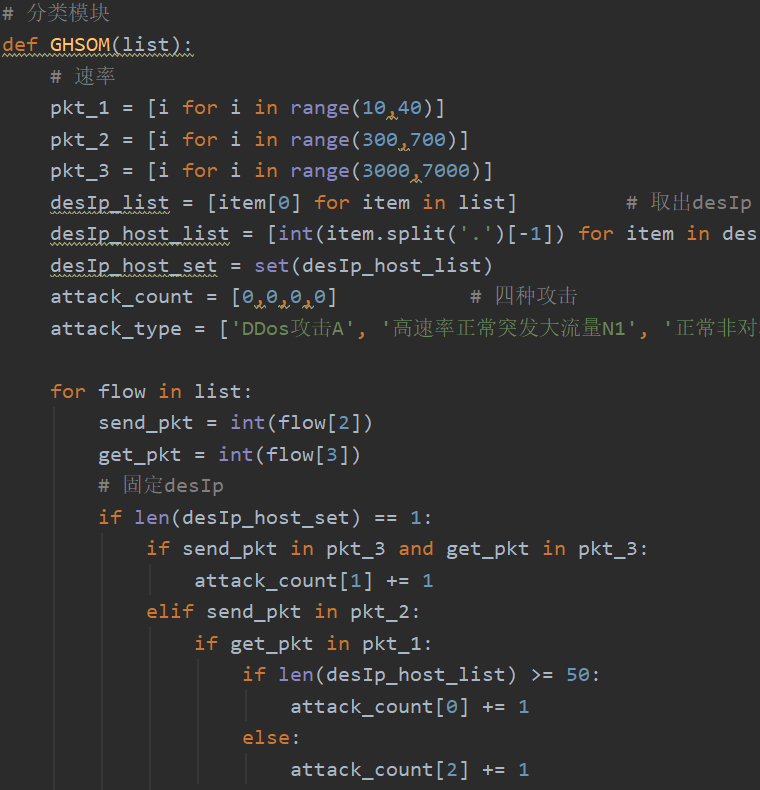 # 分类模块
def GHSOM(list):
    # 速率
    pkt_1 = [i for i in range(10,40)]
    pkt_2 = [i for i in range(300,700)]
    pkt_3 = [i for i in range(3000,7000)]
    desIp_list = [item[0] for item in list]         # 取出desIp
    desIp_host_list = [int(item.split('.')[-1]) for item in des
    desIp_host_set = set(desIp_host_list)
    attack_count = [0,0,0,0]           # 四种攻击
    attack_type = ['DDos攻击A', '高速率正常突发大流量N1', '正常非对
    for flow in list:
        send_pkt = int(flow[2])
        get_pkt = int(flow[3])
        # 固定desIp
        if len(desIp_host_set) == 1:
            if send_pkt in pkt_3 and get_pkt in pkt_3:
                attack_count[1] += 1
            elif send_pkt in pkt_2:
                if get_pkt in pkt_1:
                    if len(desIp_host_list) >= 50:
                        attack_count[0] += 1
                    else:
                        attack_count[2] += 1